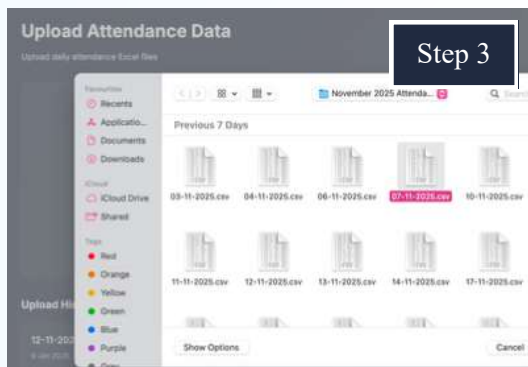 Upload Attendance Data
Upload daily attendance Excel files
Step 3
Favourites
Recents
Applicatio...
Documents
Downloads
iCloud
iCloud Drive
Shared
Tags
Red
Orange
Yellow
Green
Blue
Purple
November 2025 Attenda...
Previous 7 Days
03-11-2025.csv 04-11-2025.csv 06-11-2025.csv 07-11-2025.csv 10-11-2025.csv
11-11-2025.csv 12-11-2025.csv 13-11-2025.csv 14-11-2025.csv 17-11-2025.csv
Upload
12-11-202
Show Options
Cancel